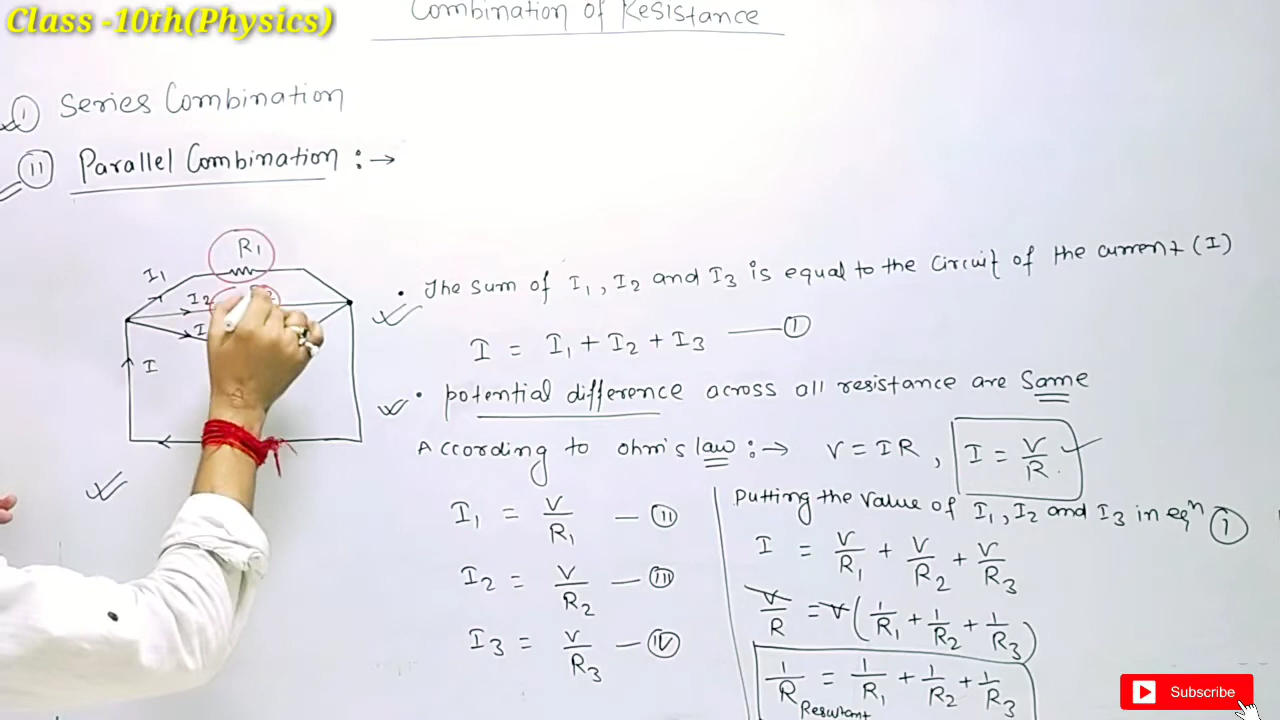 Class -10th(Physics)
Combination of Resistance
I Series Combination
II Parallel Combination :→
R1
I1
I2
I
I
• The sum of I1, I2 and I3 is equal to the circuit of the current (I)
I = I1 + I2 + I3 — I
• potential difference across all resistance are Same
According to ohm's law :→ V = IR, I = V/R.
I1 = V/R1 — II
I2 = V/R2 — III
I3 = V/R3 — IV
Putting the value of I1, I2 and I3 in eqn I
I = V/R1 + V/R2 + V/R3
V/R = V(1/R1 + 1/R2 + 1/R3)
1/R Resultant = 1/R1 + 1/R2 + 1/R3
Subscribe